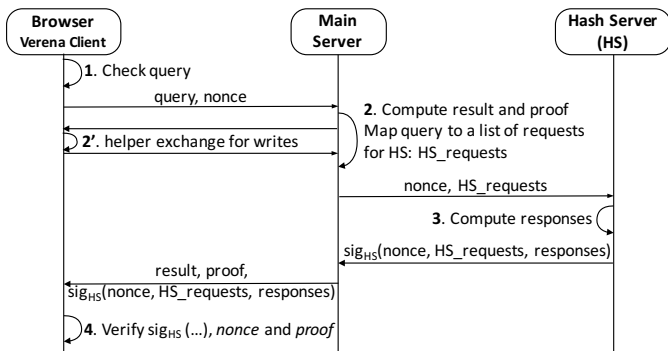 Browser
Verena Client
Main
Server
Hash Server
(HS)
1. Check query
query, nonce
2. Compute result and proof
Map query to a list of requests
for HS: HS_requests
2'. helper exchange for writes
nonce, HS_requests
3. Compute responses
sigHS(nonce, HS_requests, responses)
result, proof,
sigHS(nonce, HS_requests, responses)
4. Verify sigHS (...), nonce and proof